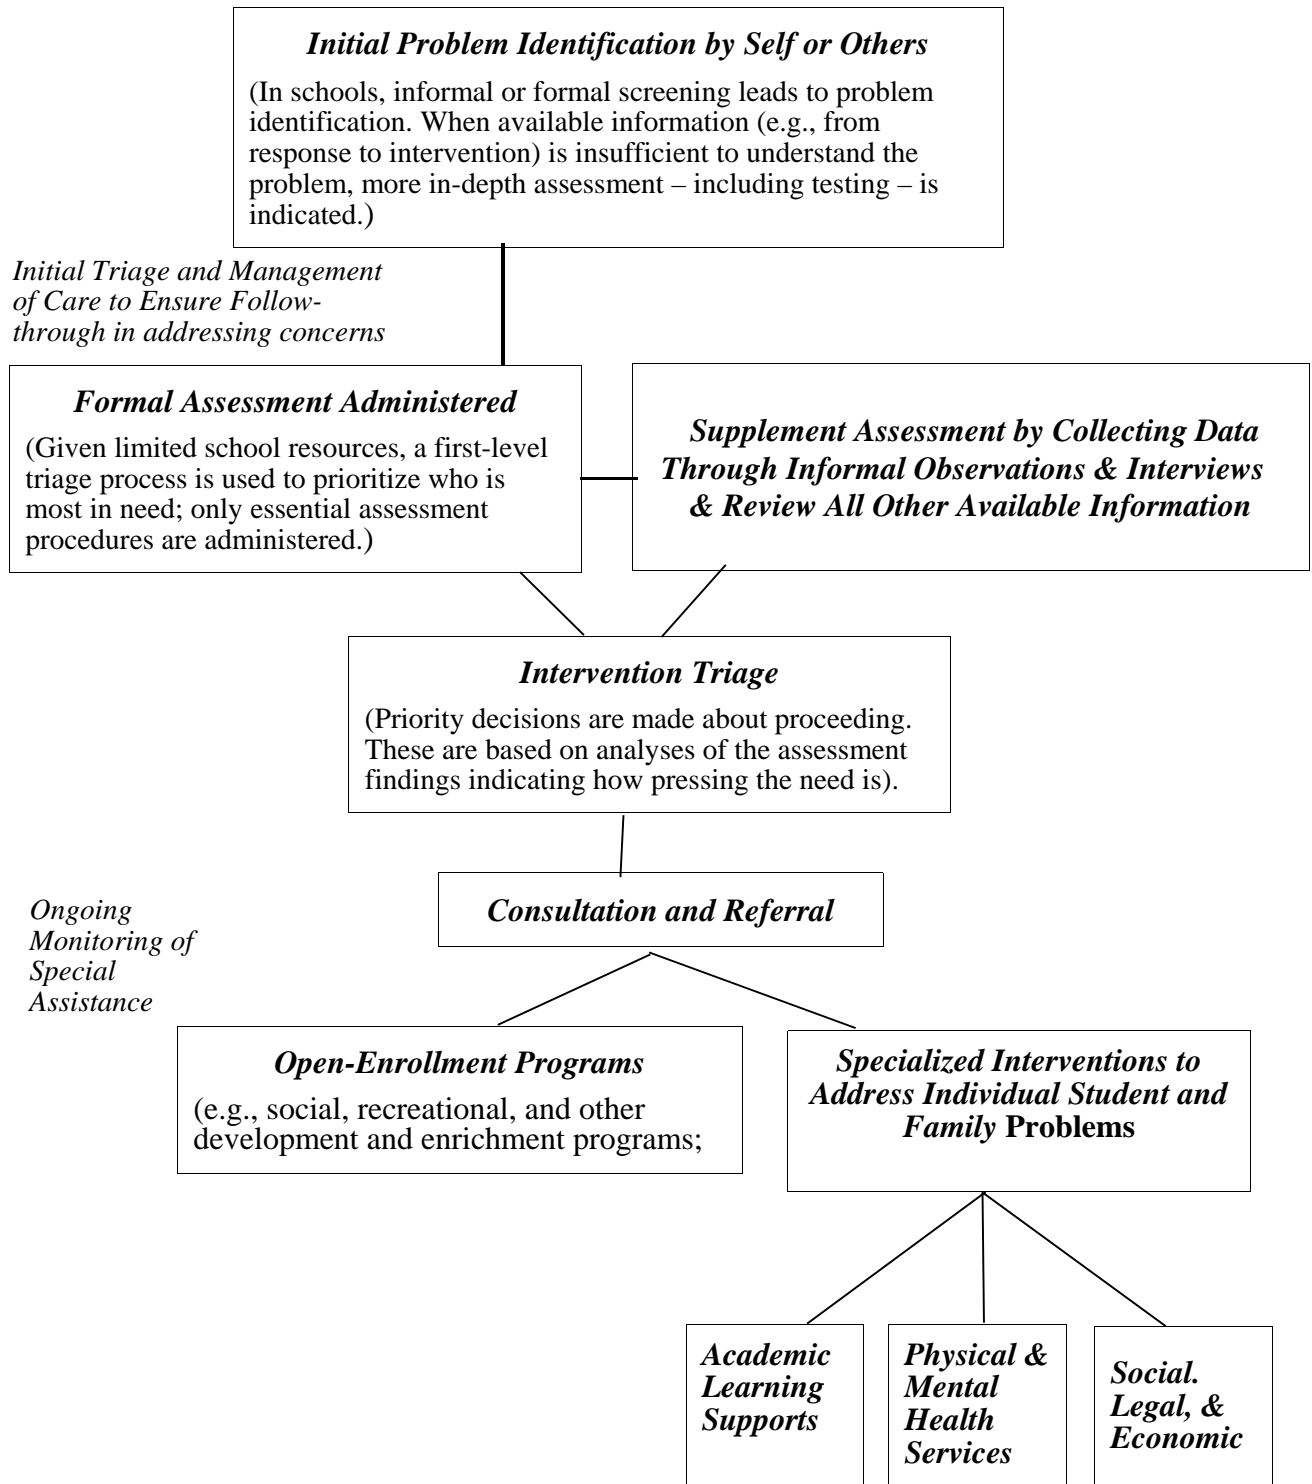 Initial Problem Identification by Self or Others
(In schools, informal or formal screening leads to problem
identification. When available information (e.g., from
response to intervention) is insufficient to understand the
problem, more in-depth assessment – including testing – is
indicated.)
Initial Triage and Management
of Care to Ensure Follow-
through in addressing concerns
Formal Assessment Administered
(Given limited school resources, a first-level
triage process is used to prioritize who is
most in need; only essential assessment
procedures are administered.)
Supplement Assessment by Collecting Data
Through Informal Observations & Interviews
& Review All Other Available Information
Intervention Triage
(Priority decisions are made about proceeding.
These are based on analyses of the assessment
findings indicating how pressing the need is).
Consultation and Referral
Ongoing
Monitoring of
Special
Assistance
Open-Enrollment Programs
(e.g., social, recreational, and other
development and enrichment programs;
Specialized Interventions to
Address Individual Student and
Family Problems
Academic
Learning
Supports
Physical &
Mental
Health
Services
Social.
Legal, &
Economic